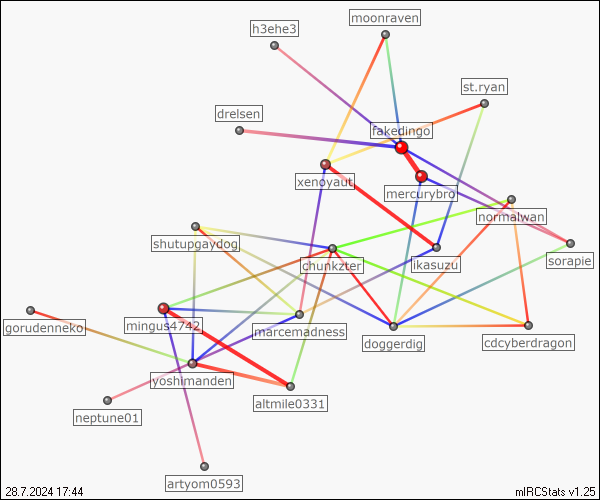 moonraven
h3ehe3
st.ryan
drelsen
fakedingo
xenoyaut
mercurybro
normalwan
shutupgaydog
chunkzter
ikasuzu
sorapie
gorudenneko
mingus4742
marcemadness
doggerdig
cdcyberdragon
yoshimanden
altmile0331
neptune01
artyom0593
28.7.2024 17:44
mIRCStats v1.25